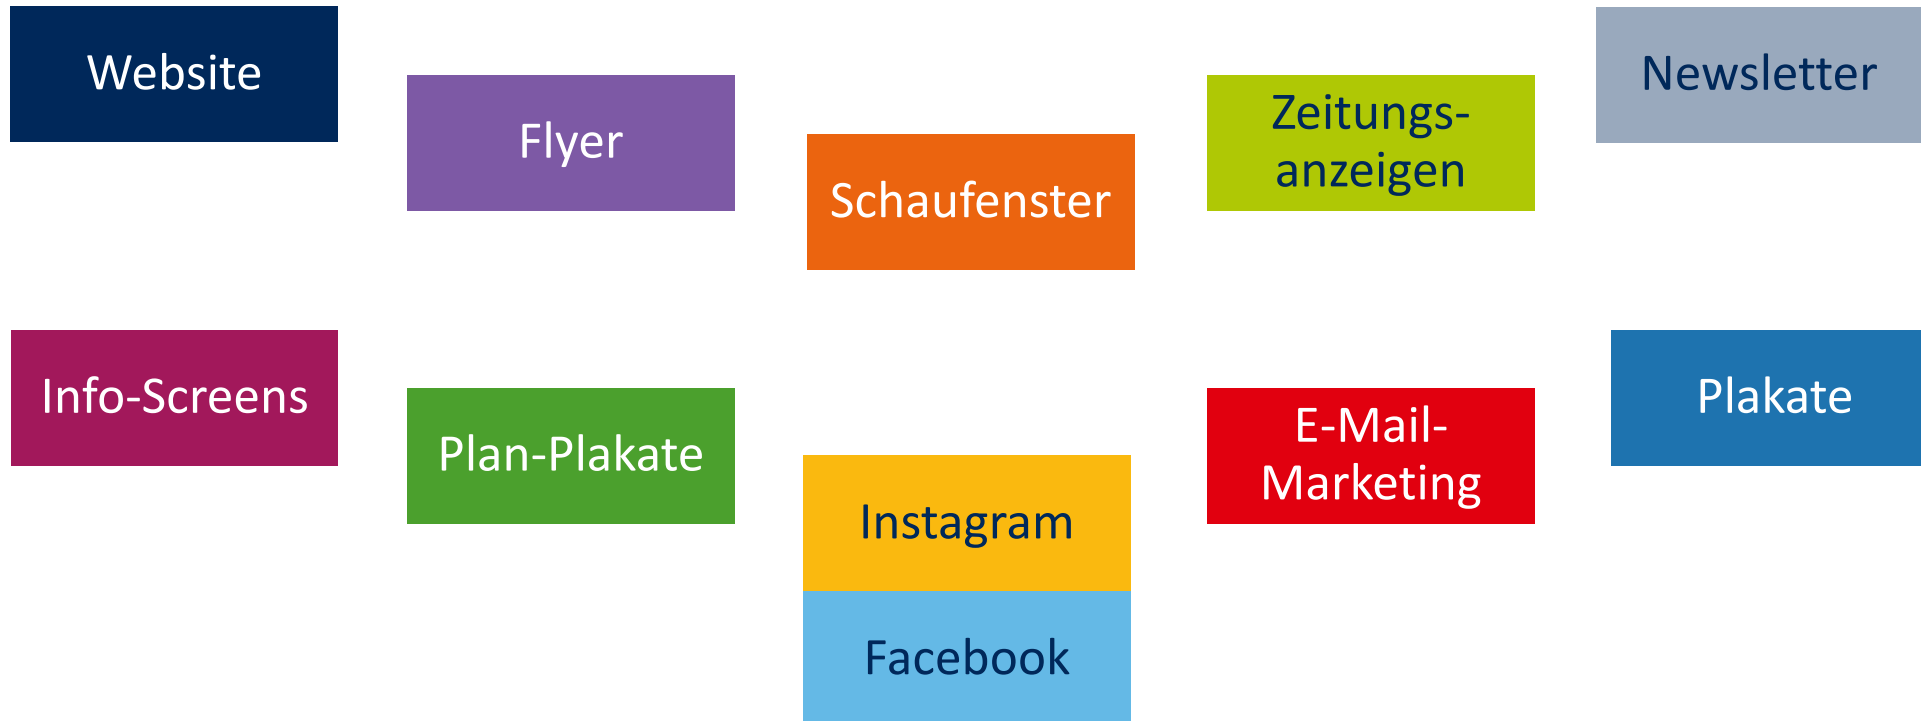 Website
Flyer
Schaufenster
Zeitungs-
anzeigen
Newsletter
Info-Screens
Plan-Plakate
Instagram
Facebook
E-Mail-
Marketing
Plakate